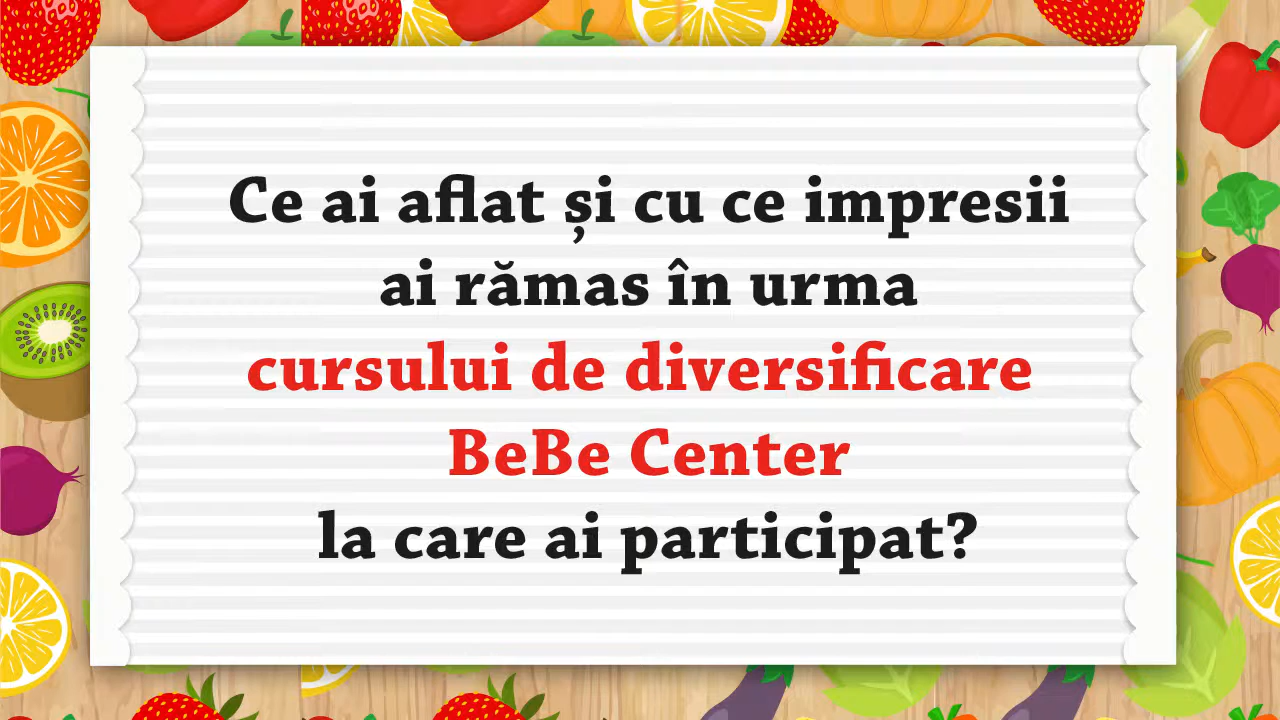 Ce ai aflat și cu ce impresii
ai rămas în urma
cursului de diversificare
BeBe Center
la care ai participat?